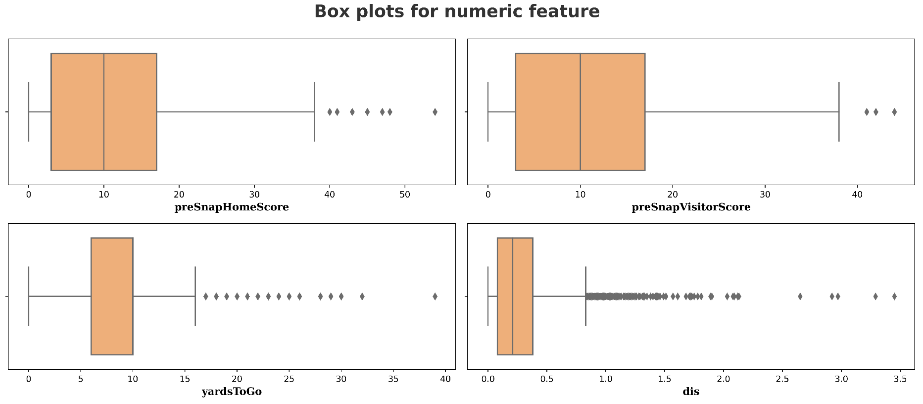 Box plots for numeric feature
0 10 20 30 40 50
preSnapHomeScore
0 10 20 30 40
preSnapVisitorScore
0 5 10 15 20 25 30 35 40
yardsToGo
0.0 0.5 1.0 1.5 2.0 2.5 3.0 3.5
dis